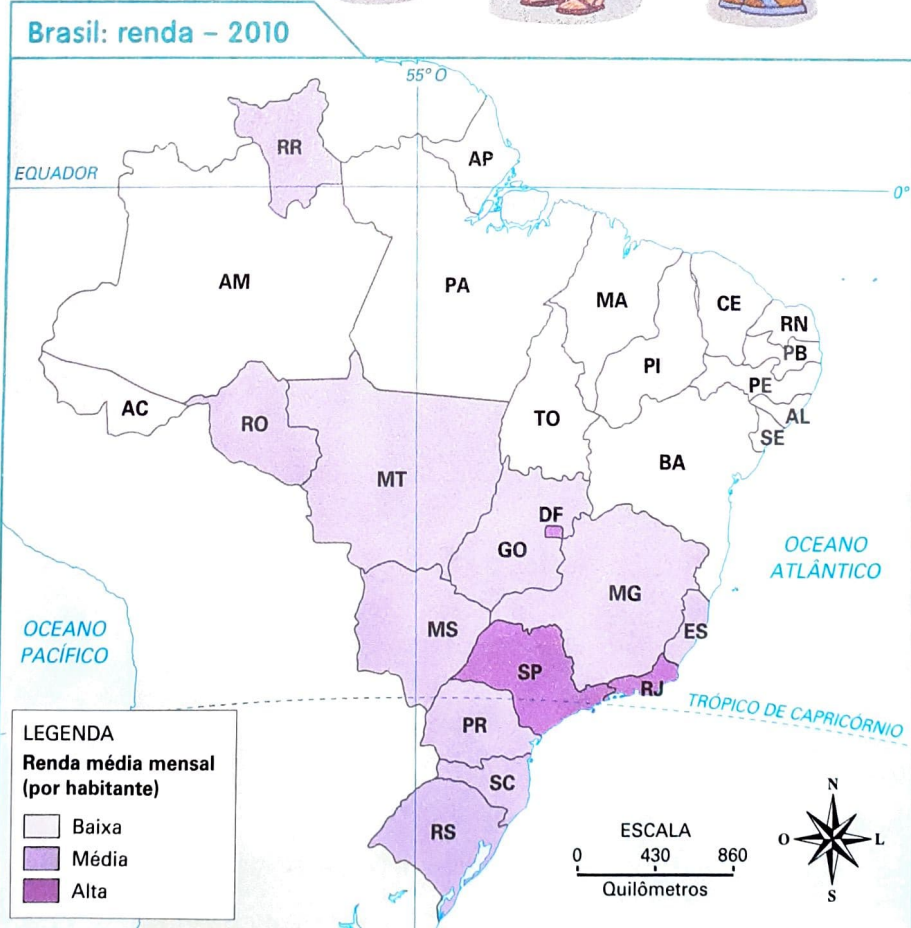 Brasil: renda – 2010
55° O
RR
AP
EQUADOR
0°
AM
PA
MA
CE
RN
PB
PI
PE
AC
AL
RO
TO
SE
BA
MT
DF
GO
OCEANO
ATLÂNTICO
MG
OCEANO
PACÍFICO
MS
ES
SP
RJ
TRÓPICO DE CAPRICÓRNIO
PR
SC
RS
LEGENDA
Renda média mensal
(por habitante)
Baixa
Média
Alta
ESCALA
0 430 860
Quilômetros
N
O L
S